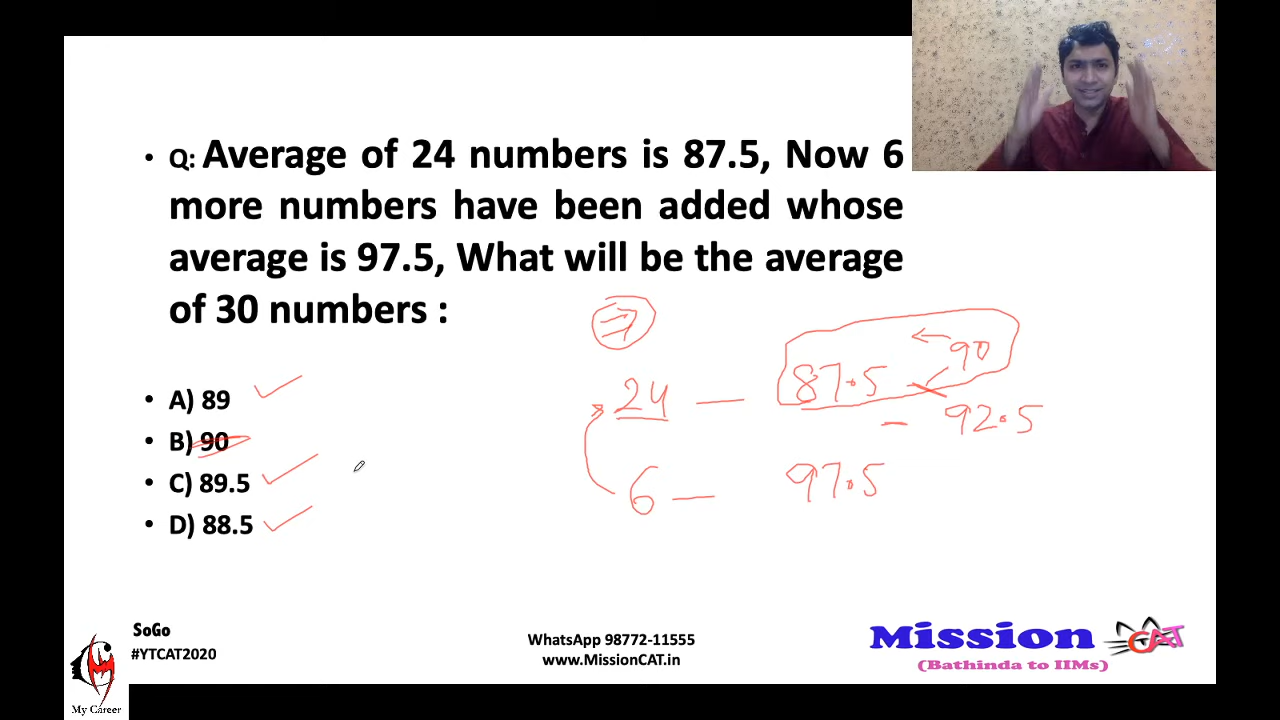 • Q: Average of 24 numbers is 87.5, Now 6
more numbers have been added whose
average is 97.5, What will be the average
of 30 numbers :
• A) 89
• B) 90
• C) 89.5
• D) 88.5
⇒
90
24 — 87.5
– 92.5
6 — 97.5
SoGo
#YTCAT2020
My Career
WhatsApp 98772-11555
www.MissionCAT.in
Mission CAT
(Bathinda to IIMs)